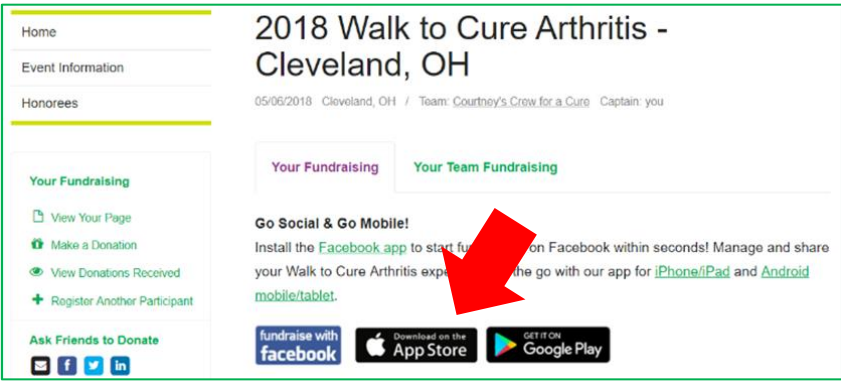 Home
Event Information
Honorees
Your Fundraising
View Your Page
Make a Donation
View Donations Received
Register Another Participant
Ask Friends to Donate
2018 Walk to Cure Arthritis -
Cleveland, OH
05/06/2018 Cleveland, OH / Team: Courtney's Crew for a Cure Captain: you
Your Fundraising Your Team Fundraising
Go Social & Go Mobile!
Install the Facebook app to start on Facebook within seconds! Manage and share
your Walk to Cure Arthritis the go with our app for iPhone/iPad and Android
mobile/tablet.
fundraise with
facebook
Download on the
App Store
GET IT ON
Google Play